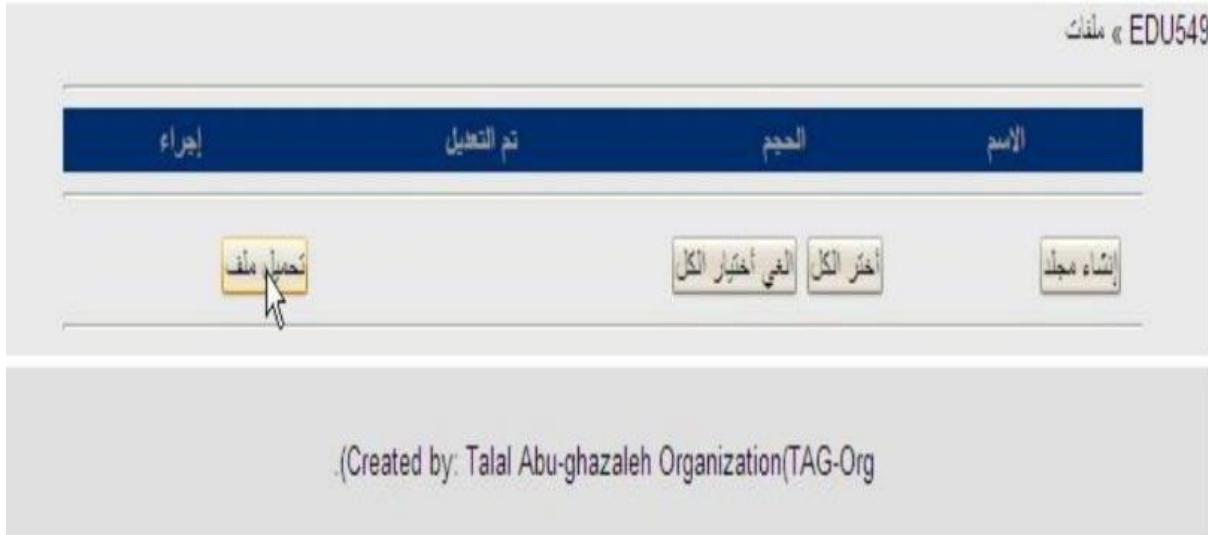 EDU549 » ملفات
الاسم الحجم تم التعديل إجراء
إنشاء مجلد أختر الكل الغي أختيار الكل تحميل ملف
.(Created by: Talal Abu-ghazaleh Organization(TAG-Org